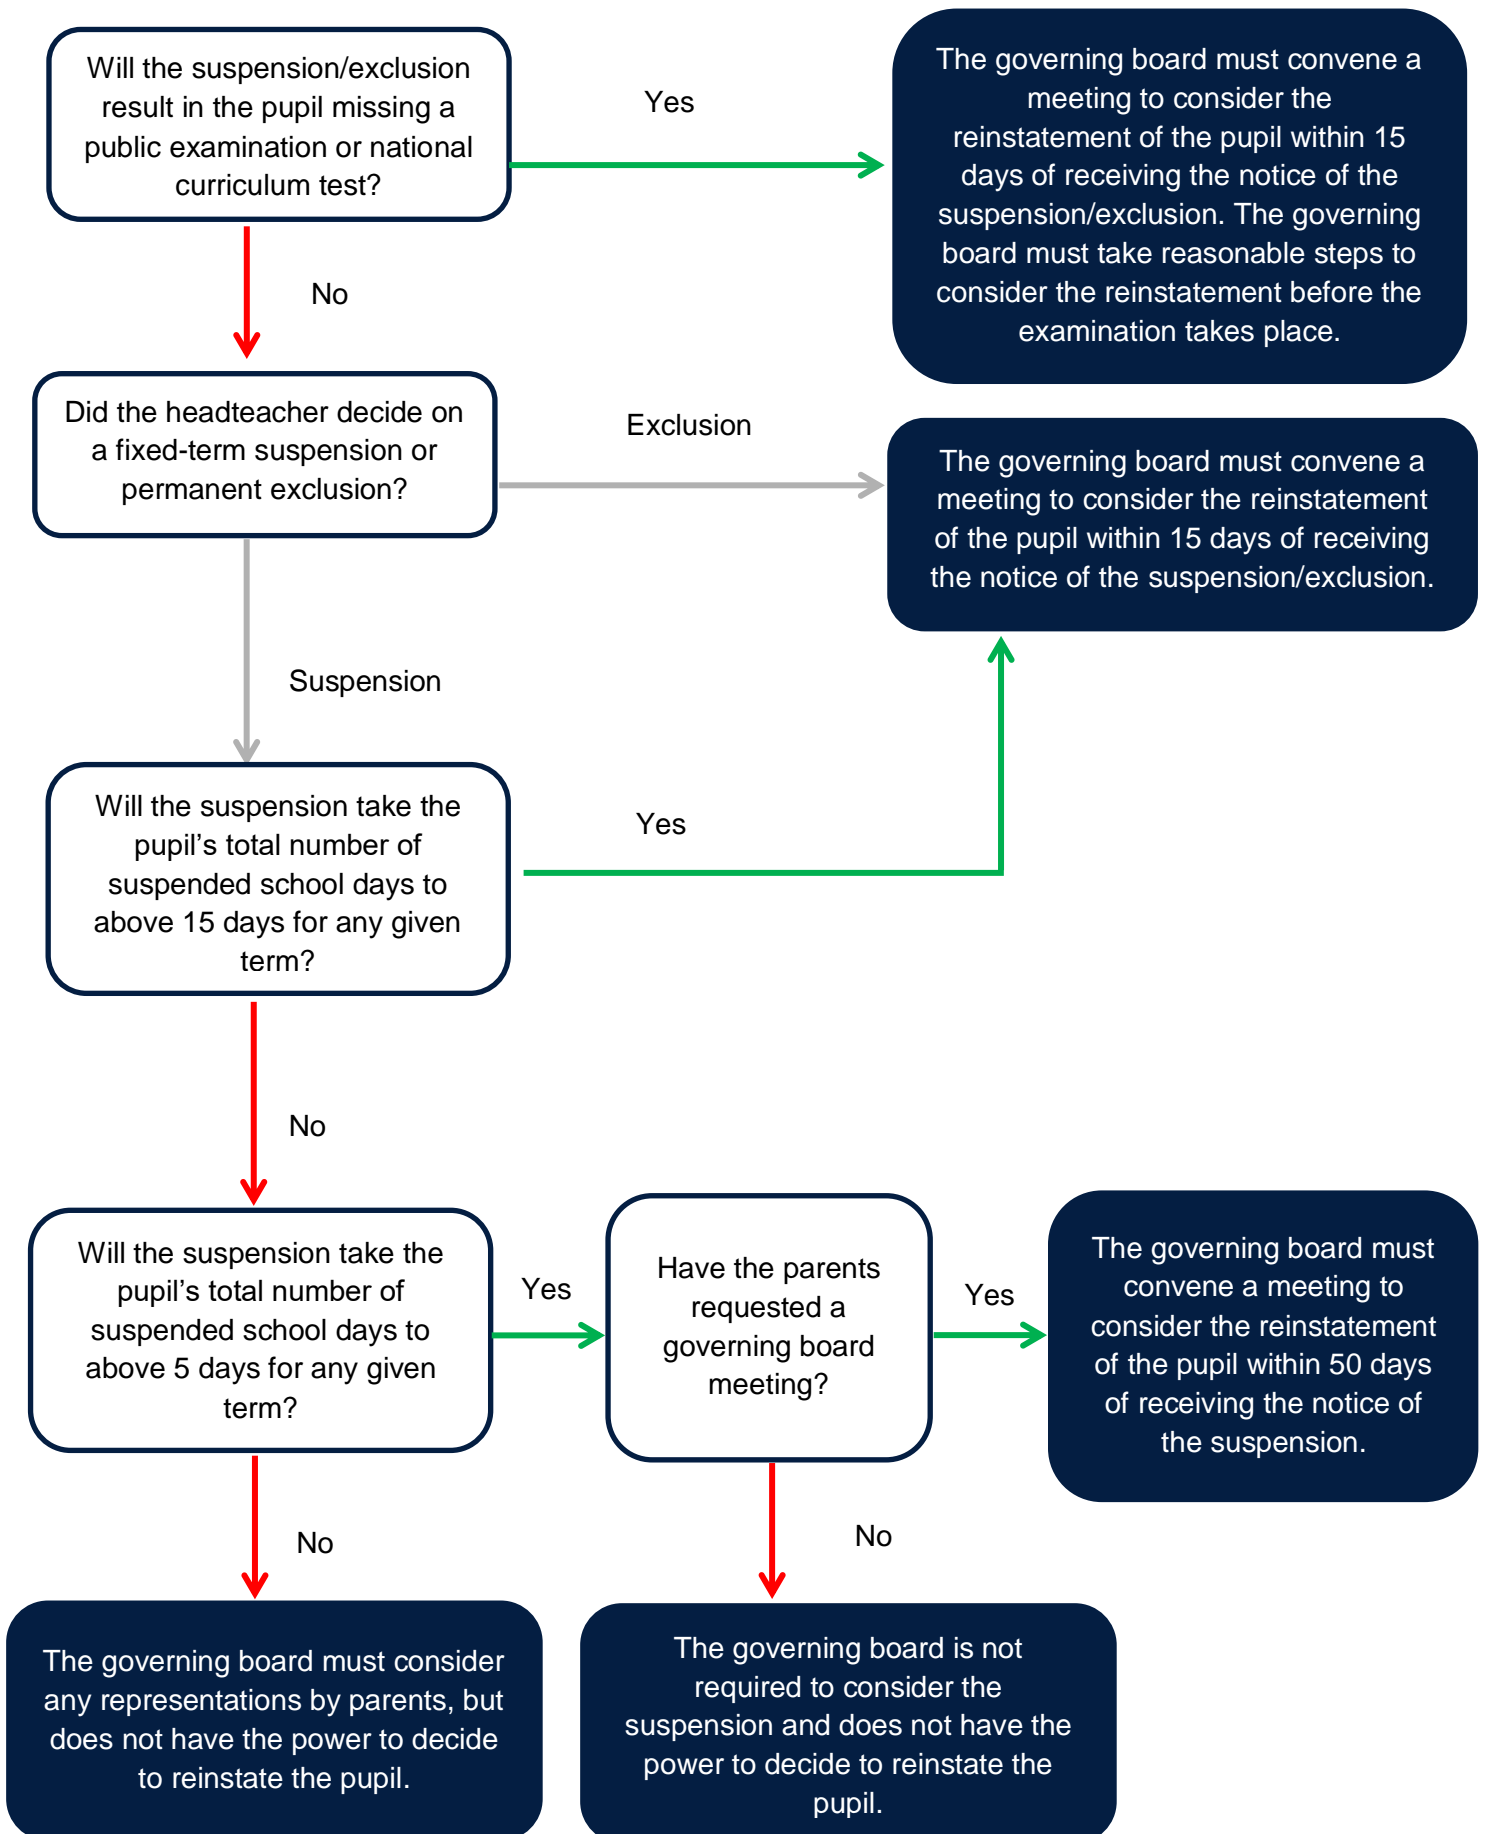 Will the suspension/exclusion
result in the pupil missing a
public examination or national
curriculum test?
Yes
The governing board must convene a
meeting to consider the
reinstatement of the pupil within 15
days of receiving the notice of the
suspension/exclusion. The governing
board must take reasonable steps to
consider the reinstatement before the
examination takes place.
No
Did the headteacher decide on
a fixed-term suspension or
permanent exclusion?
Exclusion
The governing board must convene a
meeting to consider the reinstatement
of the pupil within 15 days of receiving
the notice of the suspension/exclusion.
Suspension
Will the suspension take the
pupil’s total number of
suspended school days to
above 15 days for any given
term?
Yes
No
Will the suspension take the
pupil’s total number of
suspended school days to
above 5 days for any given
term?
Yes
Have the parents
requested a
governing board
meeting?
Yes
The governing board must
convene a meeting to
consider the reinstatement
of the pupil within 50 days
of receiving the notice of
the suspension.
No
No
The governing board must consider
any representations by parents, but
does not have the power to decide
to reinstate the pupil.
The governing board is not
required to consider the
suspension and does not have the
power to decide to reinstate the
pupil.